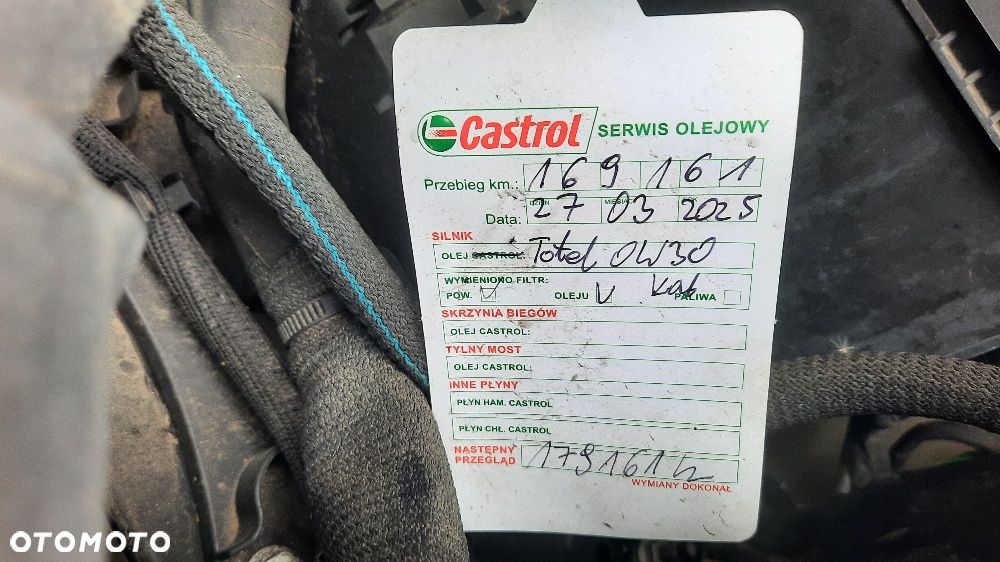 Castrol SERWIS OLEJOWY
Przebieg km.: 169161
DZIEŃ MIESIĄC ROK
Data: 27 03 2025
SILNIK
OLEJ CASTROL: Total 0W30
WYMIENIONO FILTR:
POW. V OLEJU V Kab PALIWA
SKRZYNIA BIEGÓW
OLEJ CASTROL:
TYLNY MOST
OLEJ CASTROL:
INNE PŁYNY
PŁYN HAM. CASTROL
PŁYN CHŁ. CASTROL
NASTĘPNY
PRZEGLĄD 179161
WYMIANY DOKONAŁ
OTOMOTO